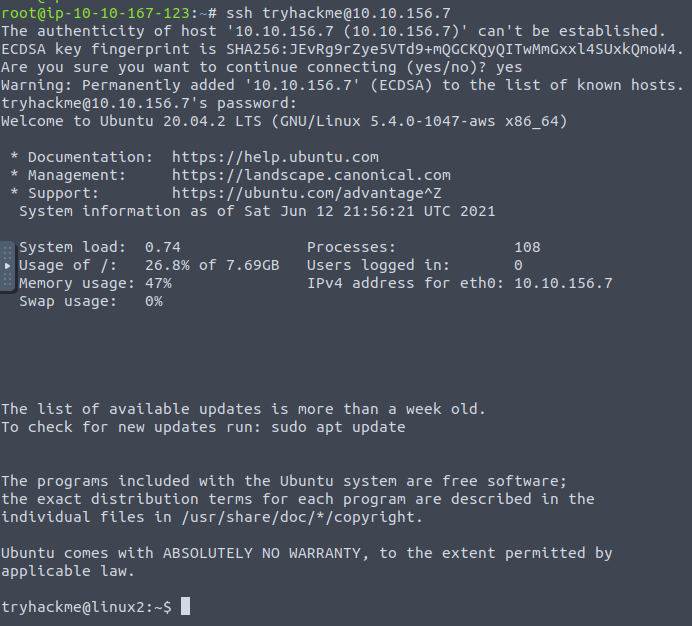 root@ip-10-10-167-123:~# ssh tryhackme@10.10.156.7
The authenticity of host '10.10.156.7 (10.10.156.7)' can't be established.
ECDSA key fingerprint is SHA256:JEvRg9rZye5VTd9+mQGCKQyQITwMmGxxl4SUxkQmoW4.
Are you sure you want to continue connecting (yes/no)? yes
Warning: Permanently added '10.10.156.7' (ECDSA) to the list of known hosts.
tryhackme@10.10.156.7's password:
Welcome to Ubuntu 20.04.2 LTS (GNU/Linux 5.4.0-1047-aws x86_64)

 * Documentation:  https://help.ubuntu.com
 * Management:     https://landscape.canonical.com
 * Support:        https://ubuntu.com/advantage^Z
  System information as of Sat Jun 12 21:56:21 UTC 2021

  System load:  0.74              Processes:             108
  Usage of /:   26.8% of 7.69GB   Users logged in:       0
  Memory usage: 47%               IPv4 address for eth0: 10.10.156.7
  Swap usage:   0%

The list of available updates is more than a week old.
To check for new updates run: sudo apt update

The programs included with the Ubuntu system are free software;
the exact distribution terms for each program are described in the
individual files in /usr/share/doc/*/copyright.

Ubuntu comes with ABSOLUTELY NO WARRANTY, to the extent permitted by
applicable law.

tryhackme@linux2:~$